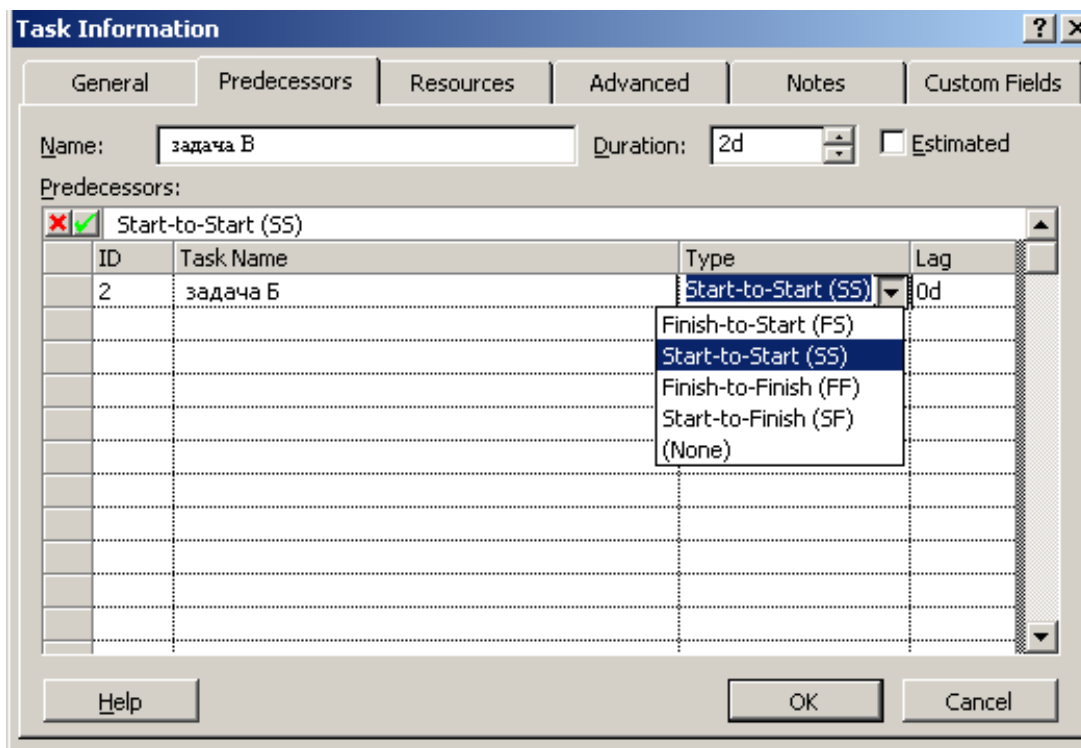 Task Information
General Predecessors Resources Advanced Notes Custom Fields
Name: задача В Duration: 2d Estimated
Predecessors:
Start-to-Start (SS)
ID Task Name Type Lag
2 задача Б Start-to-Start (SS) 0d
Finish-to-Start (FS)
Start-to-Start (SS)
Finish-to-Finish (FF)
Start-to-Finish (SF)
(None)
Help OK Cancel